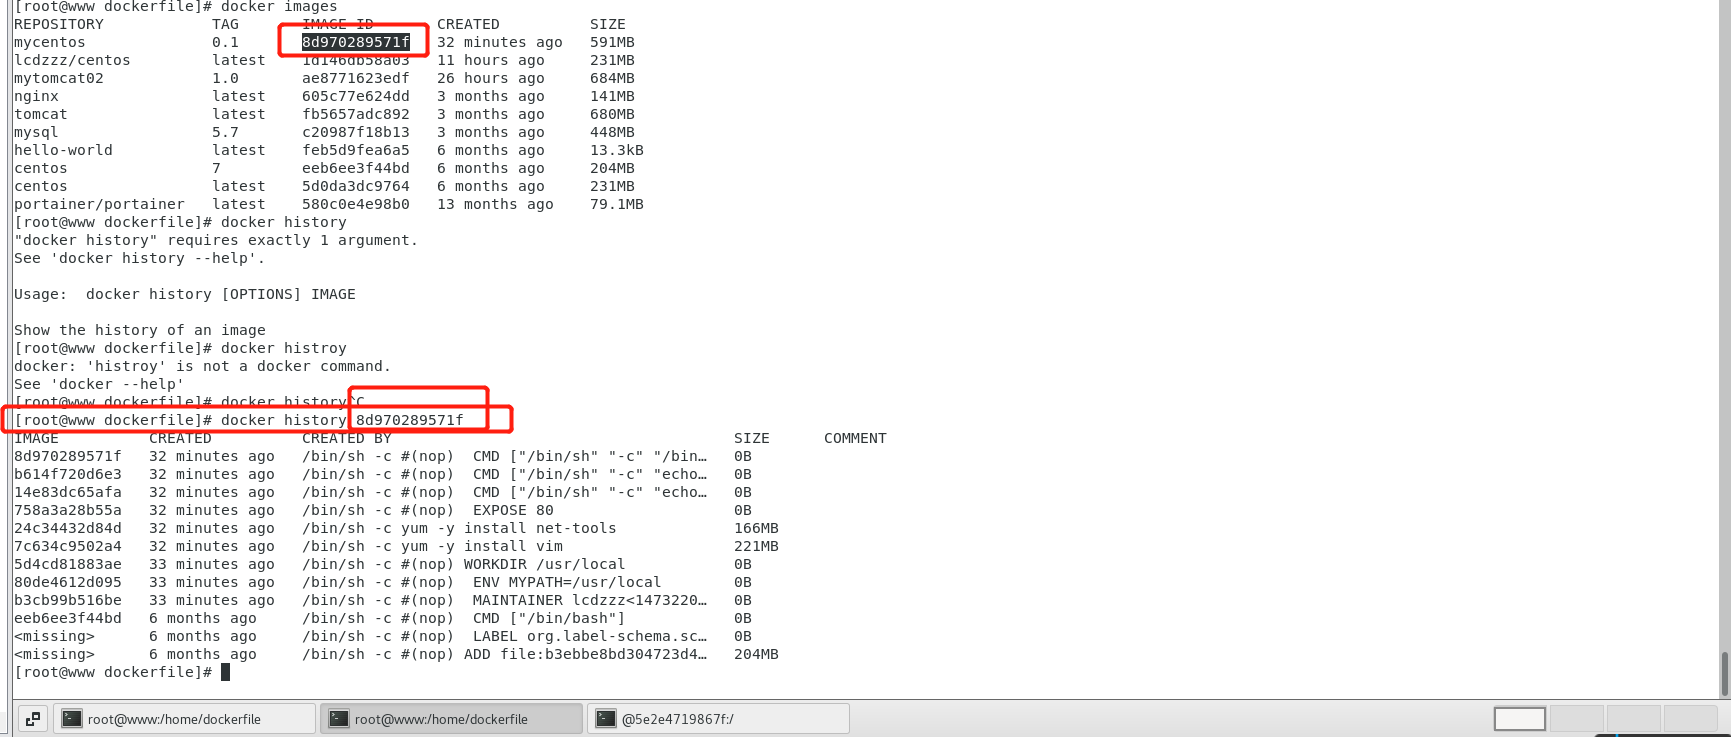 [root@www dockerfile]# docker images
REPOSITORY            TAG       IMAGE ID       CREATED          SIZE
mycentos              0.1       8d970289571f   32 minutes ago   591MB
lcdzzz/centos         latest    1d146db58a03   11 hours ago     231MB
mytomcat02            1.0       ae8771623edf   26 hours ago     684MB
nginx                 latest    605c77e624dd   3 months ago     141MB
tomcat                latest    fb5657adc892   3 months ago     680MB
mysql                 5.7       c20987f18b13   3 months ago     448MB
hello-world           latest    feb5d9fea6a5   6 months ago     13.3kB
centos                7         eeb6ee3f44bd   6 months ago     204MB
centos                latest    5d0da3dc9764   6 months ago     231MB
portainer/portainer   latest    580c0e4e98b0   13 months ago    79.1MB
[root@www dockerfile]# docker history
"docker history" requires exactly 1 argument.
See 'docker history --help'.
Usage:  docker history [OPTIONS] IMAGE
Show the history of an image
[root@www dockerfile]# docker histroy
docker: 'histroy' is not a docker command.
See 'docker --help'
[root@www dockerfile]# docker history^C
[root@www dockerfile]# docker history 8d970289571f
IMAGE          CREATED          CREATED BY                                      SIZE      COMMENT
8d970289571f   32 minutes ago   /bin/sh -c #(nop)  CMD ["/bin/sh" "-c" "/bin…   0B
b614f720d6e3   32 minutes ago   /bin/sh -c #(nop)  CMD ["/bin/sh" "-c" "echo…   0B
14e83dc65afa   32 minutes ago   /bin/sh -c #(nop)  CMD ["/bin/sh" "-c" "echo…   0B
758a3a28b55a   32 minutes ago   /bin/sh -c #(nop)  EXPOSE 80                    0B
24c34432d84d   32 minutes ago   /bin/sh -c yum -y install net-tools             166MB
7c634c9502a4   32 minutes ago   /bin/sh -c yum -y install vim                   221MB
5d4cd81883ae   33 minutes ago   /bin/sh -c #(nop) WORKDIR /usr/local            0B
80de4612d095   33 minutes ago   /bin/sh -c #(nop)  ENV MYPATH=/usr/local        0B
b3cb99b516be   33 minutes ago   /bin/sh -c #(nop)  MAINTAINER lcdzzz<1473220…   0B
eeb6ee3f44bd   6 months ago     /bin/sh -c #(nop)  CMD ["/bin/bash"]            0B
<missing>      6 months ago     /bin/sh -c #(nop)  LABEL org.label-schema.sc…   0B
<missing>      6 months ago     /bin/sh -c #(nop) ADD file:b3ebbe8bd304723d4…   204MB
[root@www dockerfile]#
root@www:/home/dockerfile   root@www:/home/dockerfile   @5e2e4719867f:/